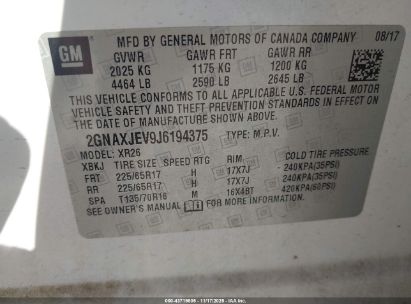 GM
MFD BY GENERAL MOTORS OF CANADA COMPANY 08/17
GVWR GAWR FRT GAWR RR
2025 KG 1175 KG 1200 KG
4464 LB 2590 LB 2645 LB
THIS VEHICLE CONFORMS TO ALL APPLICABLE U.S. FEDERAL MOTOR
VEHICLE SAFETY AND THEFT PREVENTION STANDARDS IN EFFECT ON THE
DATE OF MANUFACTURE SHOWN ABOVE.
2GNAXJEV9J6194375 TYPE: M.P.V.
MODEL: XR26
XBKJ TIRE SIZE SPEED RTG RIM COLD TIRE PRESSURE
FRT 225/65R17 H 17X7J 240KPA(35PSI)
RR 225/65R17 H 17X7J 240KPA(35PSI)
SPA T135/70R16 M 16X4BT 420KPA(60PSI)
SEE OWNER'S MANUAL FOR MORE INFORMATION
11/17/2025